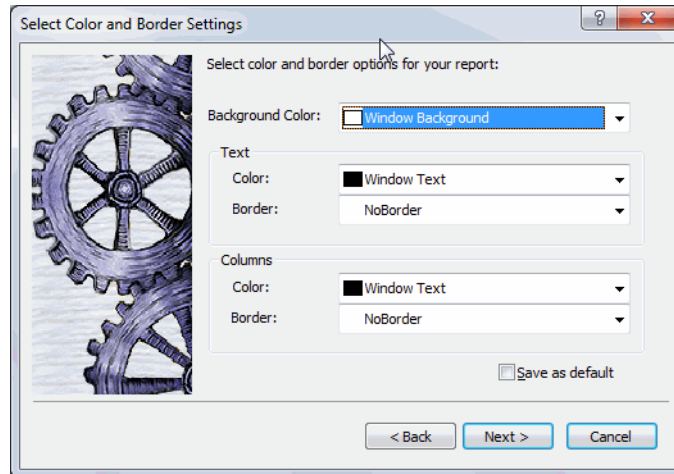 Select Color and Border Settings
Select color and border options for your report:
Background Color: Window Background
Text
Color: Window Text
Border: NoBorder
Columns
Color: Window Text
Border: NoBorder
Save as default
< Back Next > Cancel